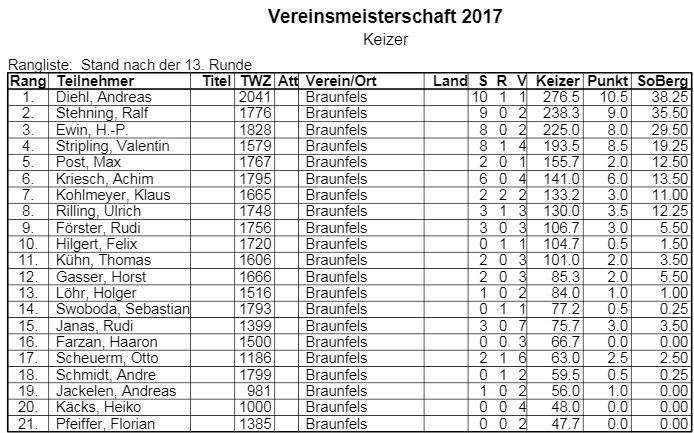 Vereinsmeisterschaft 2017
Keizer
Rangliste: Stand nach der 13. Runde
Rang Teilnehmer Titel TWZ Att Verein/Ort Land S R V Keizer Punkt SoBerg
1. Diehl, Andreas 2041 Braunfels 10 1 1 276.5 10.5 38.25
2. Stehning, Ralf 1776 Braunfels 9 0 2 238.3 9.0 35.50
3. Ewin, H.-P. 1828 Braunfels 8 0 2 225.0 8.0 29.50
4. Stripling, Valentin 1579 Braunfels 8 1 4 193.5 8.5 19.25
5. Post, Max 1767 Braunfels 2 0 1 155.7 2.0 12.50
6. Kriesch, Achim 1795 Braunfels 6 0 4 141.0 6.0 13.50
7. Kohlmeyer, Klaus 1665 Braunfels 2 2 2 133.2 3.0 11.00
8. Rilling, Ulrich 1748 Braunfels 3 1 3 130.0 3.5 12.25
9. Förster, Rudi 1756 Braunfels 3 0 3 106.7 3.0 5.50
10. Hilgert, Felix 1720 Braunfels 0 1 1 104.7 0.5 1.50
11. Kühn, Thomas 1606 Braunfels 2 0 3 101.0 2.0 3.50
12. Gasser, Horst 1666 Braunfels 2 0 3 85.3 2.0 5.50
13. Löhr, Holger 1516 Braunfels 1 0 2 84.0 1.0 1.00
14. Swoboda, Sebastian 1793 Braunfels 0 1 1 77.2 0.5 0.25
15. Janas, Rudi 1399 Braunfels 3 0 7 75.7 3.0 3.50
16. Farzan, Haaron 1500 Braunfels 0 0 3 66.7 0.0 0.00
17. Scheuerm, Otto 1186 Braunfels 2 1 6 63.0 2.5 2.50
18. Schmidt, Andre 1799 Braunfels 0 1 2 59.5 0.5 0.25
19. Jackelen, Andreas 981 Braunfels 1 0 2 56.0 1.0 0.00
20. Käcks, Heiko 1000 Braunfels 0 0 4 48.0 0.0 0.00
21. Pfeiffer, Florian 1385 Braunfels 0 0 2 47.7 0.0 0.00